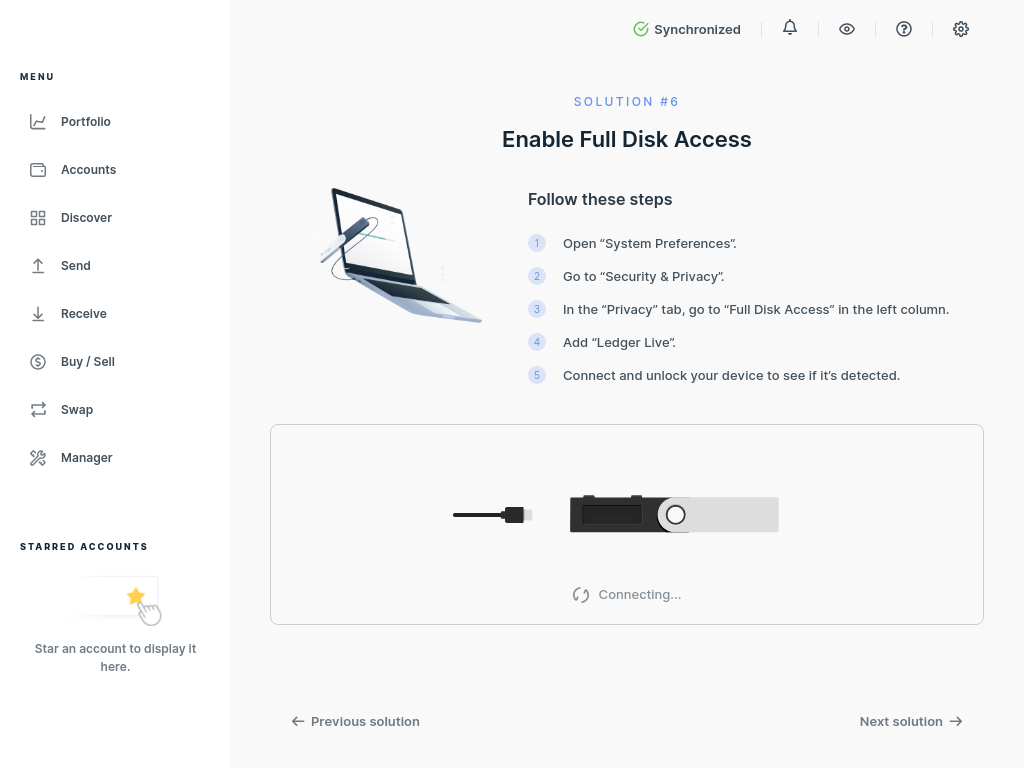 Synchronized
MENU
Portfolio
Accounts
Discover
Send
Receive
Buy / Sell
Swap
Manager
STARRED ACCOUNTS
Star an account to display it
here.
SOLUTION #6
Enable Full Disk Access
Follow these steps
1 Open “System Preferences”.
2 Go to “Security & Privacy”.
3 In the “Privacy” tab, go to “Full Disk Access” in the left column.
4 Add “Ledger Live”.
5 Connect and unlock your device to see if it’s detected.
Connecting...
Previous solution
Next solution